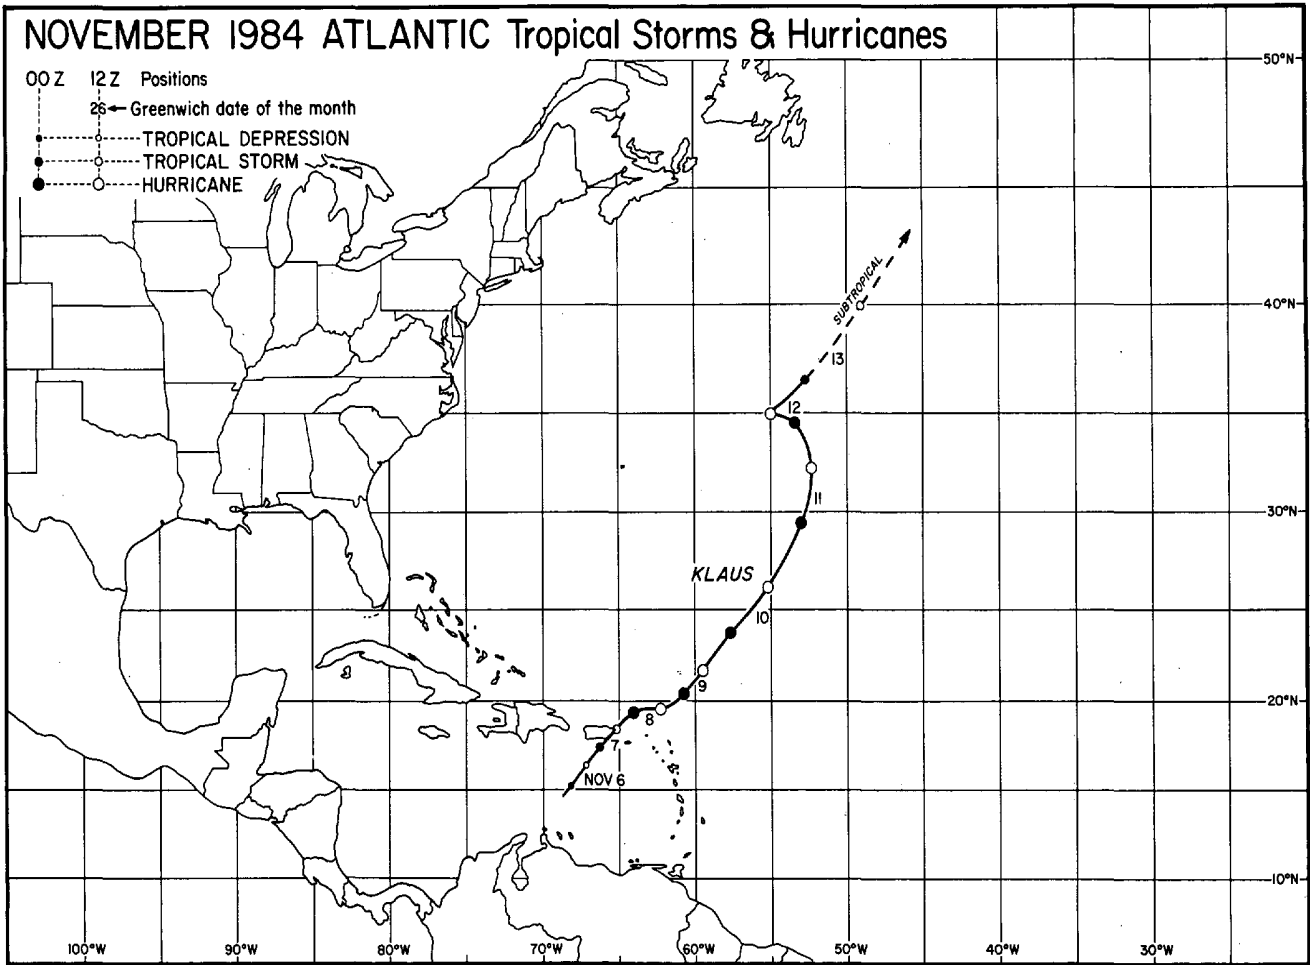 NOVEMBER 1984 ATLANTIC Tropical Storms & Hurricanes
00 Z 12 Z Positions
26 Greenwich date of the month
TROPICAL DEPRESSION
TROPICAL STORM
HURRICANE
50°N
SUBTROPICAL
40°N
13
12
11
30°N
KLAUS
10
9
20°N
8
7
NOV 6
10°N
100°W 90°W 80°W 70°W 60°W 50°W 40°W 30°W